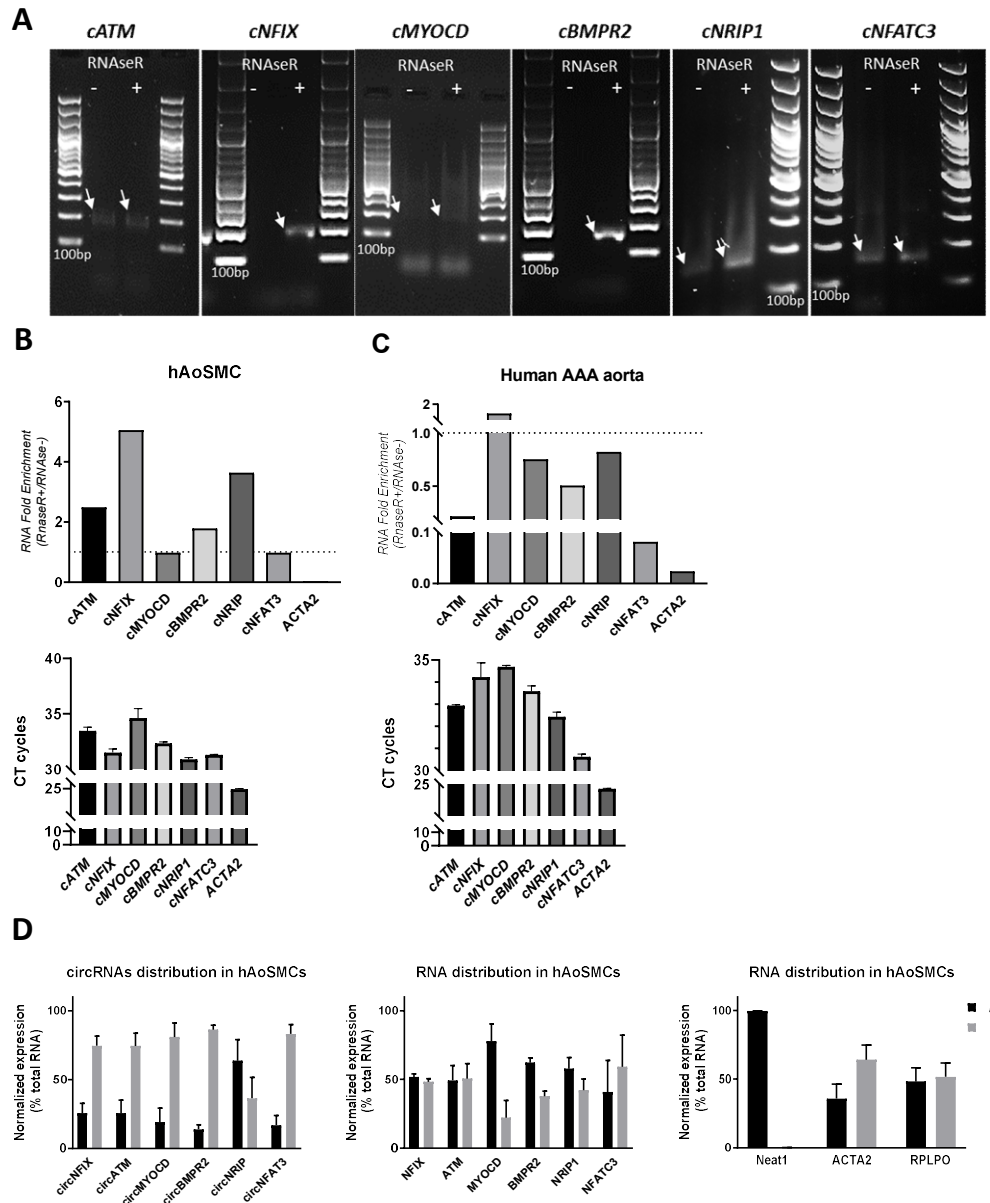 A
cATM
cNFIX
cMYOCD
cBMPR2
cNRIP1
cNFATC3
RNAseR
- +
100bp
RNAseR
- +
100bp
RNAseR
- +
100bp
RNAseR
- +
100bp
RNAseR
- +
100bp
RNAseR
- +
100bp
B
hAoSMC
RNA Fold Enrichment
(RnaseR+/RNAse-)
6
4
2
0
cATM
cNFIX
cMYOCD
cBMPR2
cNRIP
cNFAT3
ACTA2
CT cycles
40
35
30
25
10
0
cATM
cNFIX
cMYOCD
cBMPR2
cNRIP1
cNFATC3
ACTA2
C
Human AAA aorta
RNA Fold Enrichment
(RnaseR+/RNAse-)
2
1.0
0.5
0.1
0.0
cATM
cNFIX
cMYOCD
cBMPR2
cNRIP
cNFAT3
ACTA2
CT cycles
35
30
25
10
0
cATM
cNFIX
cMYOCD
cBMPR2
cNRIP1
cNFATC3
ACTA2
D
circRNAs distribution in hAoSMCs
Normalized expression
(% total RNA)
100
50
0
circNFIX
circATM
circMYOCD
circBMPR2
circNRIP
circNFAT3
RNA distribution in hAoSMCs
Normalized expression
(% total RNA)
100
50
0
NFIX
ATM
MYOCD
BMPR2
NRIP1
NFATC3
RNA distribution in hAoSMCs
Normalized expression
(% total RNA)
100
50
0
Neat1
ACTA2
RPLPO